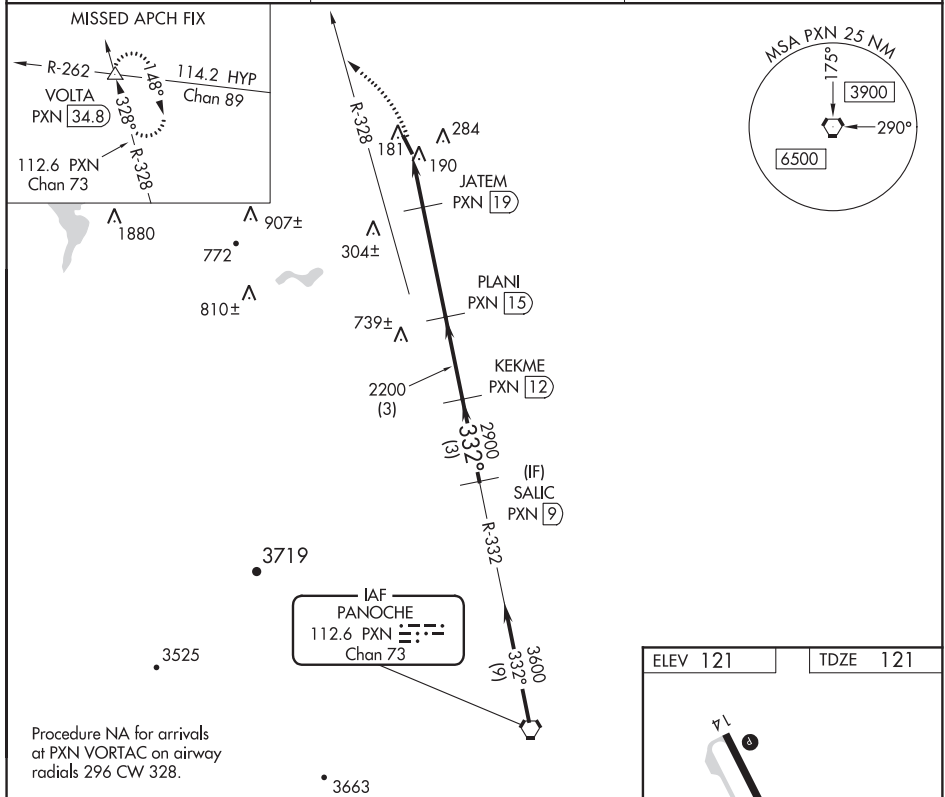 MISSED APCH FIX
R-262
114.2 HYP
Chan 89
VOLTA
PXN 34.8
148°
328°
112.6 PXN
Chan 73
R-328
MSA PXN 25 NM
175°
3900
290°
6500
R-328
181
284
190
JATEM
PXN 19
1880
907±
772
304±
810±
PLANI
PXN 15
739±
KEKME
PXN 12
2200
(3)
2900
332°
(3)
(IF)
SALIC
PXN 9
R-332
3719
IAF
PANOCHE
112.6 PXN
Chan 73
3600
332°
(9)
3525
ELEV 121
TDZE 121
14
P
Procedure NA for arrivals
at PXN VORTAC on airway
radials 296 CW 328.
3663